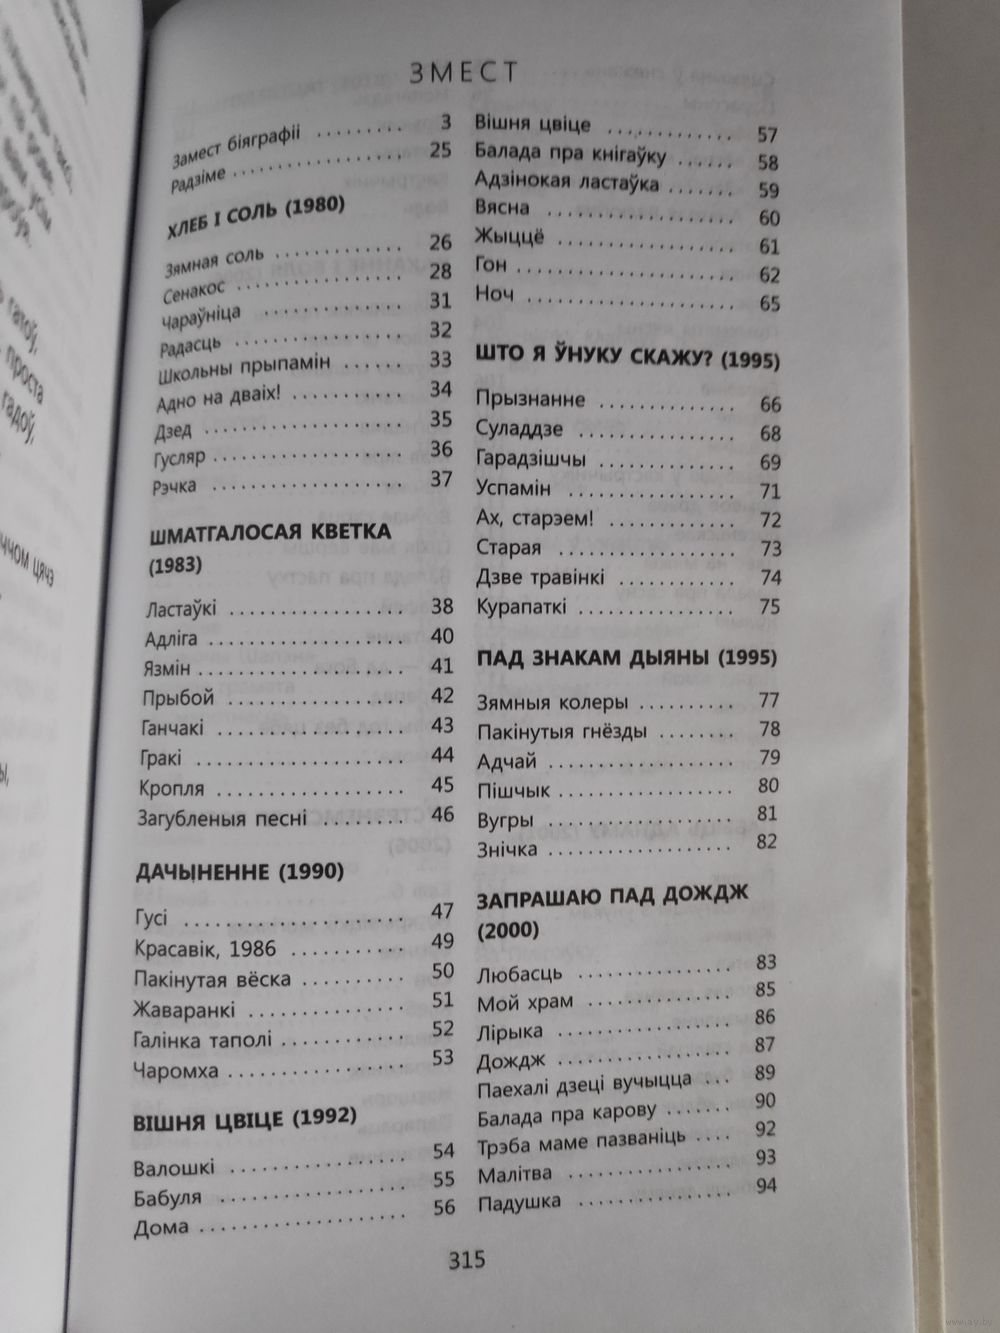 ЗМЕСТ
Замест біяграфіі ......... 3
Радзіме ................ 25
ХЛЕБ І СОЛЬ (1980)
Зямная соль ............ 26
Сенакос ................ 28
Чараўніца ............. 31
Радасць ................ 32
Школьны прыпамін ...... 33
Адно на дваіх! ........... 34
Дзед ................... 35
Гусляр .................. 36
Рэчка .................. 37
ШМАТГАЛОСАЯ КВЕТКА
(1983)
Ластаўкі ................ 38
Адліга .................. 40
Язмін .................. 41
Прыбой ................ 42
Ганчакі ................. 43
Гракі ................... 44
Кропля ................. 45
Загубленыя песні ........ 46
ДАЧЫНЕННЕ (1990)
Гусі .................... 47
Красавік, 1986 ........... 49
Пакінутая вёска .......... 50
Жаваранкі .............. 51
Галінка таполі ............ 52
Чаромха ................ 53
ВІШНЯ ЦВІЦЕ (1992)
Валошкі ................ 54
Бабуля ................. 55
Дома ................... 56
Вішня цвіце ............. 57
Балада пра кнігаўку ...... 58
Адзінокая ластаўка ....... 59
Вясна .................. 60
Жыццё ................. 61
Гон .................... 62
Ноч .................... 65
ШТО Я ЎНУКУ СКАЖУ? (1995)
Прызнанне .............. 66
Суладдзе ................ 68
Гарадзішчы .............. 69
Успамін ................. 71
Ах, старэем! ............. 72
Старая ................. 73
Дзве травінкі ............ 74
Курапаткі ................ 75
ПАД ЗНАКАМ ДЫЯНЫ (1995)
Зямныя колеры .......... 77
Пакінутыя гнёзды ........ 78
Адчай .................. 79
Пішчык ................. 80
Вугры .................. 81
Знічка .................. 82
ЗАПРАШАЮ ПАД ДОЖДЖ
(2000)
Любасць ................ 83
Мой храм ............... 85
Лірыка ................. 86
Дождж ................. 87
Паехалі дзеці вучыцца ... 89
Балада пра карову ....... 90
Трэба маме пазваніць .... 92
Малітва ................. 93
Падушка ................ 94
315
www.ay.by